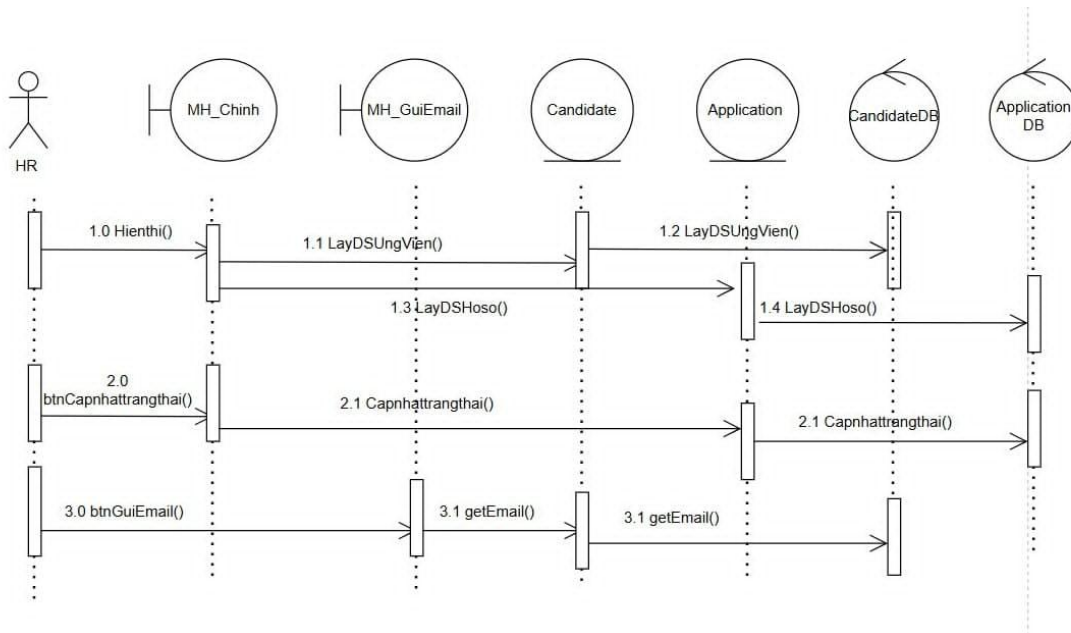 HR
MH_Chinh
MH_GuiEmail
Candidate
Application
CandidateDB
Application
DB
1.0 Hienthi()
1.1 LayDSUngVien()
1.2 LayDSUngVien()
1.3 LayDSHoso()
1.4 LayDSHoso()
2.0
btnCapnhattrangthai()
2.1 Capnhattrangthai()
2.1 Capnhattrangthai()
3.0 btnGuiEmail()
3.1 getEmail()
3.1 getEmail()